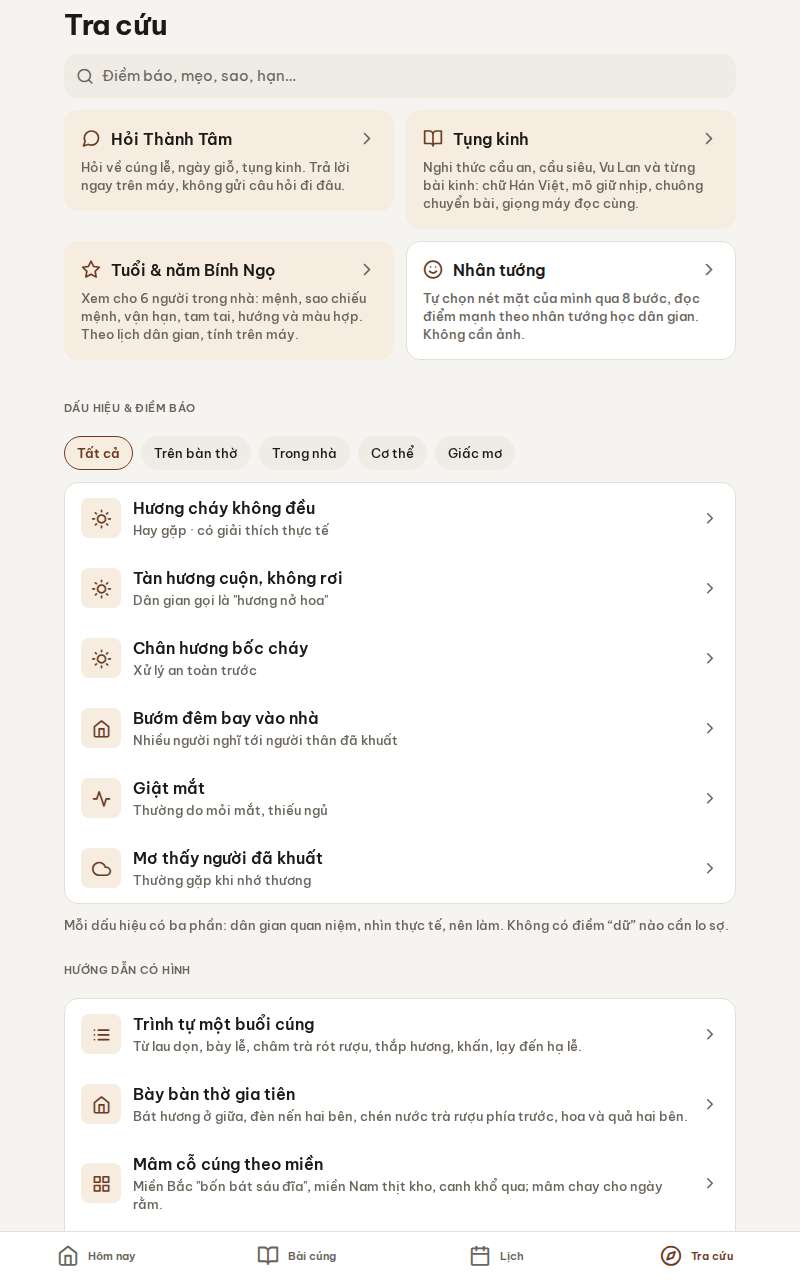 Tra cứu
Điềm báo, mẹo, sao, hạn...
Hỏi Thành Tâm
Hỏi về cúng lễ, ngày giỗ, tụng kinh. Trả lời
ngay trên máy, không gửi câu hỏi đi đâu.
Tụng kinh
Nghi thức cầu an, cầu siêu, Vu Lan và từng
bài kinh: chữ Hán Việt, mõ giữ nhịp, chuông
chuyển bài, giọng máy đọc cùng.
Tuổi & năm Bính Ngọ
Xem cho 6 người trong nhà: mệnh, sao chiếu
mệnh, vận hạn, tam tai, hướng và màu hợp.
Theo lịch dân gian, tính trên máy.
Nhân tướng
Tự chọn nét mặt của mình qua 8 bước, đọc
điểm mạnh theo nhân tướng học dân gian.
Không cần ảnh.
DẤU HIỆU & ĐIỀM BÁO
Tất cả
Trên bàn thờ
Trong nhà
Cơ thể
Giấc mơ
Hương cháy không đều
Hay gặp · có giải thích thực tế
Tàn hương cuộn, không rơi
Dân gian gọi là "hương nở hoa"
Chân hương bốc cháy
Xử lý an toàn trước
Bướm đêm bay vào nhà
Nhiều người nghĩ tới người thân đã khuất
Giật mắt
Thường do mỏi mắt, thiếu ngủ
Mơ thấy người đã khuất
Thường gặp khi nhớ thương
Mỗi dấu hiệu có ba phần: dân gian quan niệm, nhìn thực tế, nên làm. Không có điềm “dữ” nào cần lo sợ.
HƯỚNG DẪN CÓ HÌNH
Trình tự một buổi cúng
Từ lau dọn, bày lễ, châm trà rót rượu, thắp hương, khấn, lạy đến hạ lễ.
Bày bàn thờ gia tiên
Bát hương ở giữa, đèn nến hai bên, chén nước trà rượu phía trước, hoa và quả hai bên.
Mâm cỗ cúng theo miền
Miền Bắc "bốn bát sáu đĩa", miền Nam thịt kho, canh khổ qua; mâm chay cho ngày
rằm.
Hôm nay
Bài cúng
Lịch
Tra cứu